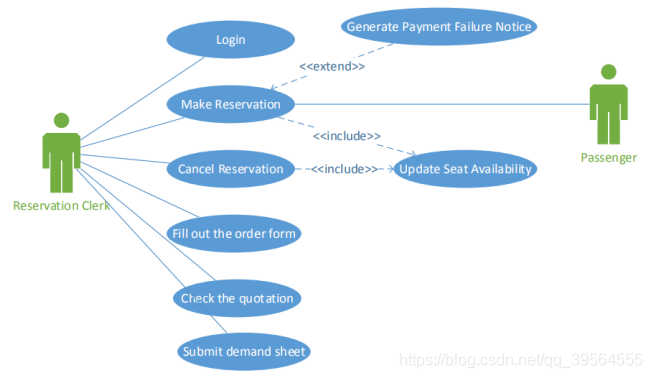 Generate Payment Failure Notice
Login
<<extend>>
Make Reservation
<<include>>
Passenger
Cancel Reservation
<<include>>
Update Seat Availability
Reservation Clerk
Fill out the order form
Check the quotation
Submit demand sheet
https://blog.csdn.net/qq_39564555